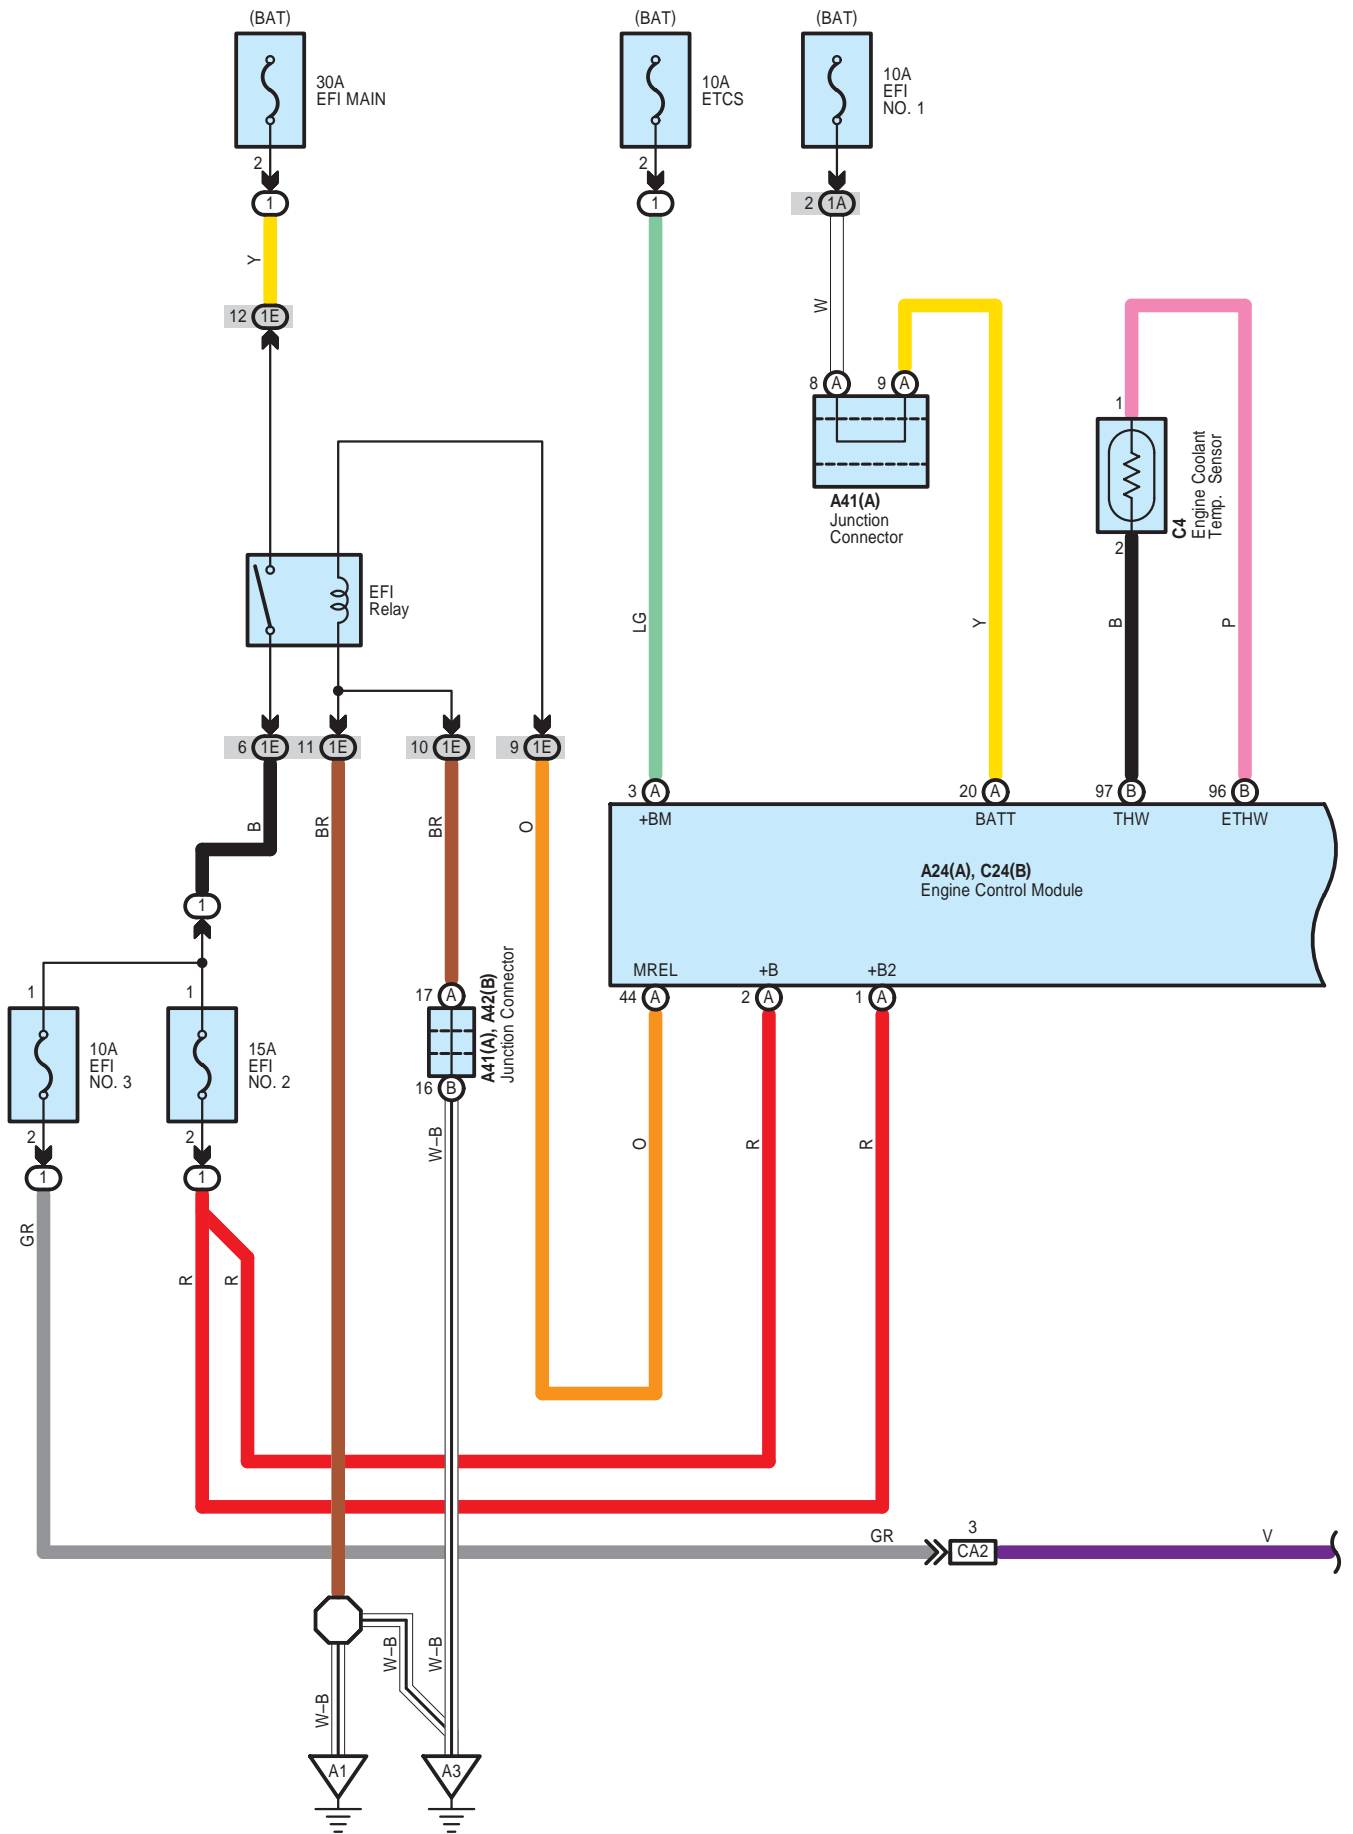 (BAT)
(BAT)
(BAT)
30A
EFI MAIN
10A
ETCS
10A
EFI
NO. 1
2
2
1
1
2 1A
Y
W
12 1E
8 A
9 A
1
A41(A)
Junction
Connector
C4
Engine Coolant
Temp. Sensor
2
EFI
Relay
LG
Y
B
P
6 1E
11 1E
10 1E
9 1E
3 A
20 A
97 B
96 B
+BM
BATT
THW
ETHW
B
BR
BR
O
A24(A), C24(B)
Engine Control Module
1
MREL
+B
+B2
1
1
17 A
44 A
2 A
1 A
A41(A), A42(B)
Junction Connector
10A
EFI
NO. 3
15A
EFI
NO. 2
16 B
2
2
1
1
W–B
O
R
R
GR
R
R
GR
3
CA2
V
W–B
W–B
W–B
A1
A3